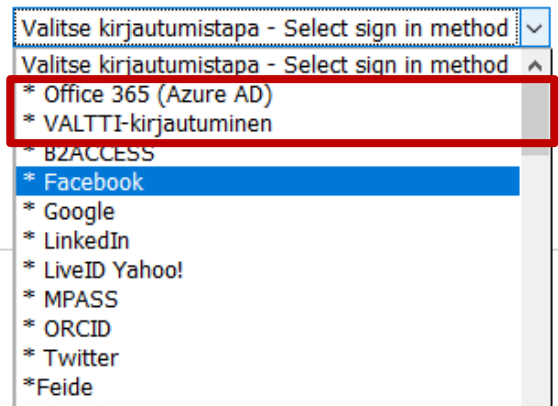 Valitse kirjautumistapa - Select sign in method
Valitse kirjautumistapa - Select sign in method
* Office 365 (Azure AD)
* VALTTI-kirjautuminen
* B2ACCESS
* Facebook
* Google
* LinkedIn
* LiveID Yahoo!
* MPASS
* ORCID
* Twitter
*Feide